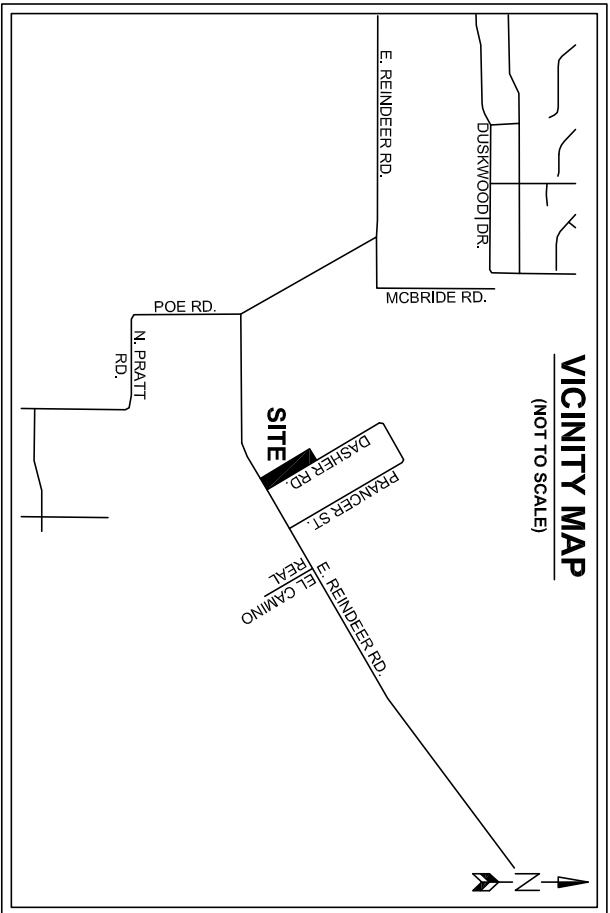 VICINITY MAP
(NOT TO SCALE)
DUSKWOOD DR.
E. REINDEER RD.
MCBRIDE RD.
POE RD.
N. PRATT
RD.
SITE
DASHER RD.
PRANCER ST.
EL CAMINO
REAL
E. REINDEER RD.
N